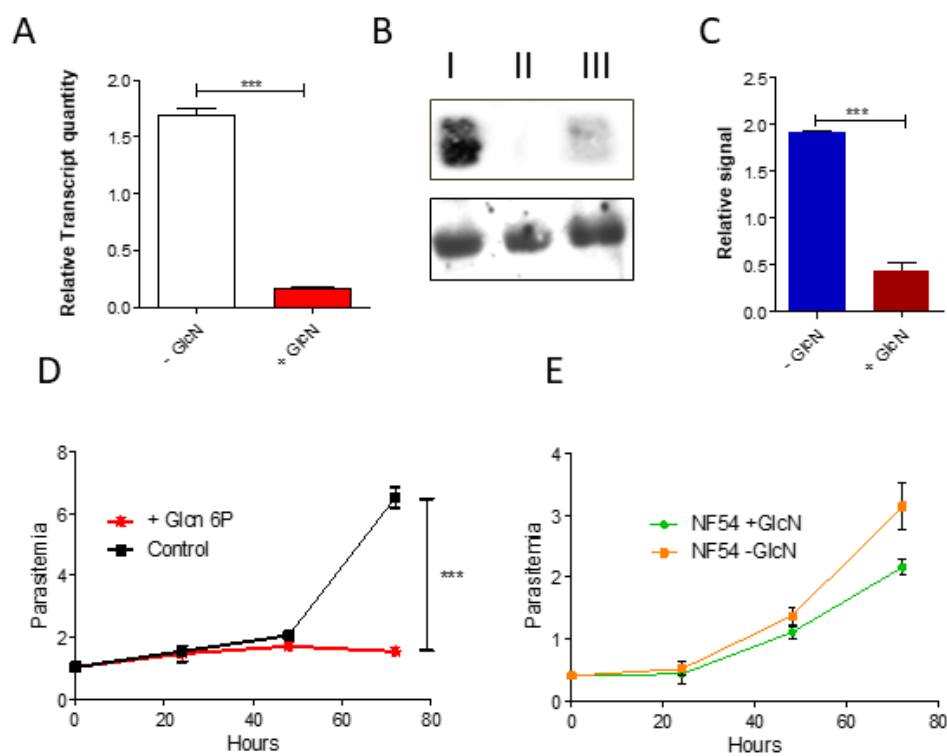 A
B
C
I II III
***
***
Relative Transcript quantity
2.0
1.5
1.0
0.5
0.0
- GlcN
* GlcN
Relative signal
2.5
2.0
1.5
1.0
0.5
0.0
- GlcN
* GlcN
D
E
Parasitemia
8
6
4
2
0
+ Glcn 6P
Control
***
0 20 40 60 80
Hours
Parasitemia
4
3
2
1
0
NF54 +GlcN
NF54 -GlcN
0 20 40 60 80
Hours